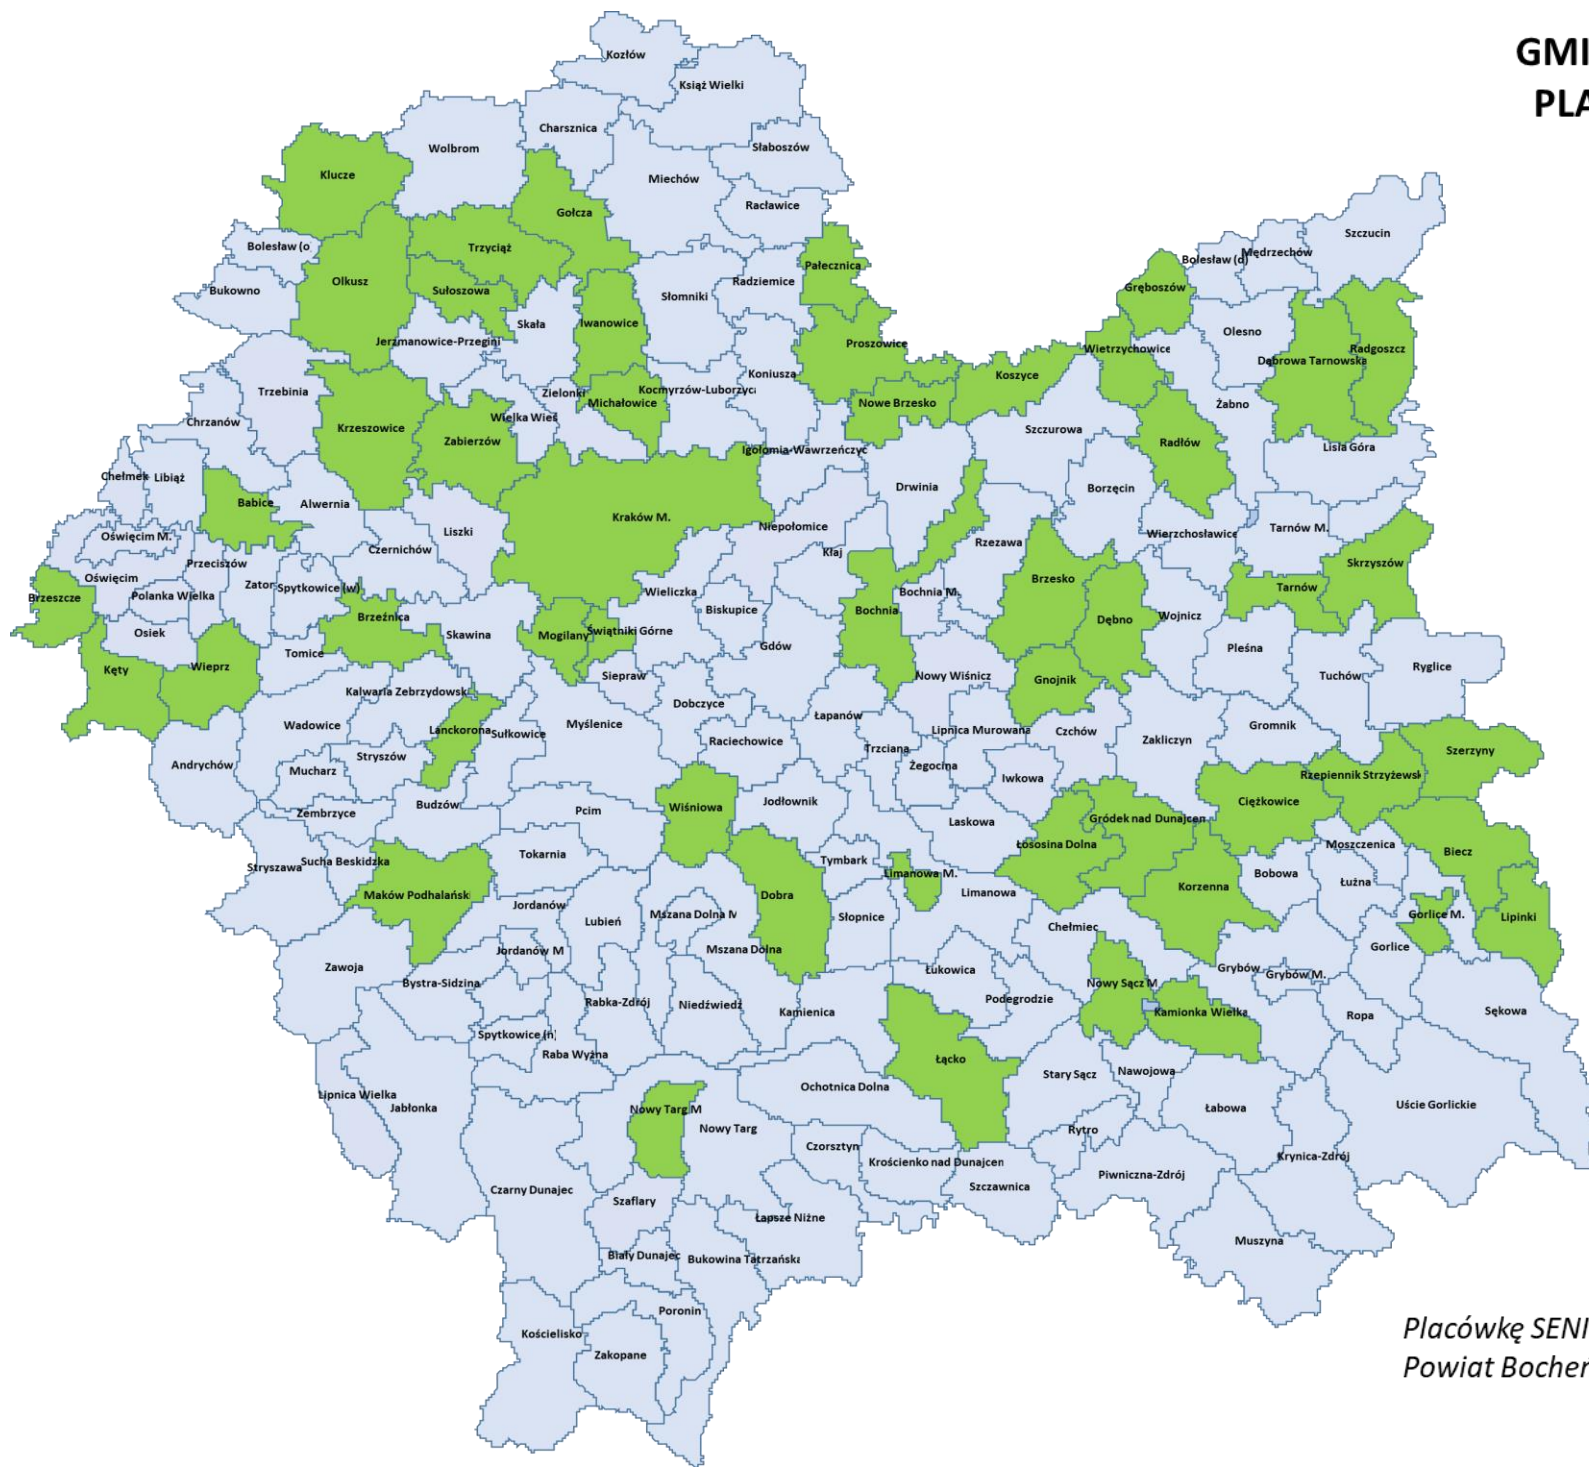 GMI
PLA
Kozłów
Książ Wielki
Charsznica
Wolbrom
Słaboszów
Klucze
Miechów
Racławice
Gołcza
Szczucin
Bolesław (o
Trzyciąż
Mędrzechów
Bolesław (d)
Pałecznica
Olkusz
Radziemice
Bukowno
Sułoszowa
Słomniki
Gręboszów
Skała
Iwanowice
Olesno
Jerzmanowice-Przegini
Proszowice
Wietrzychowice
Radgoszcz
Dąbrowa Tarnowska
Koniusza
Koszyce
Trzebinia
Zielonki
Kocmyrzów-Luborzyca
Michałowice
Nowe Brzesko
Żabno
Chrzanów
Wielka Wieś
Krzeszowice
Szczurowa
Zabierzów
Radłów
Igołomia-Wawrzeńczyc
Lisia Góra
Chełmek
Libiąż
Drwinia
Borzęcin
Babice
Alwernia
Kraków M.
Niepołomice
Tarnów M.
Liszki
Oświęcim M.
Wierzchosławice
Rzezawa
Czernichów
Kłaj
Przeciszów
Skrzyszów
Oświęcim
Brzesko
Zator
Spytkowice (w)
Tarnów
Wieliczka
Bochnia M.
Brzeszcze
Polanka Wielka
Biskupice
Bochnia
Brzeźnica
Wojnicz
Dębno
Osiek
Skawina
Mogilany
Świątniki Górne
Gdów
Pleśna
Tomice
Kęty
Wieprz
Ryglice
Siepraw
Nowy Wiśnicz
Tuchów
Gnojnik
Kalwaria Zebrzydowsk
Dobczyce
Łapanów
Wadowice
Myślenice
Gromnik
Lanckorona
Sułkowice
Lipnica Murowana
Czchów
Raciechowice
Zakliczyn
Trzciana
Szerzyny
Stryszów
Andrychów
Żegocina
Mucharz
Iwkowa
Rzepiennik Strzyżewsk
Jodłownik
Ciężkowice
Budzów
Wiśniowa
Zembrzyce
Pcim
Gródek nad Dunajcem
Laskowa
Łososina Dolna
Moszczenica
Biecz
Tokarnia
Sucha Beskidzka
Tymbark
Stryszawa
Limanowa M.
Bobowa
Łużna
Korzenna
Limanowa
Maków Podhalańsk
Dobra
Jordanów
Mszana Dolna M
Słopnice
Gorlice M.
Lipinki
Lubień
Chełmiec
Gorlice
Jordanów M
Mszana Dolna
Zawoja
Łukowica
Grybów
Grybów M.
Bystra-Sidzina
Nowy Sącz M
Podegrodzie
Rabka-Zdrój
Niedźwiedź
Kamienica
Kamionka Wielka
Sękowa
Ropa
Spytkowice (n)
Raba Wyżna
Łącko
Nawojowa
Stary Sącz
Ochotnica Dolna
Lipnica Wielka
Jabłonka
Uście Gorlickie
Nowy Targ M
Łabowa
Nowy Targ
Rytro
Czorsztyn
Krynica-Zdrój
Krościenko nad Dunajcen
Piwniczna-Zdrój
Szczawnica
Czarny Dunajec
Szaflary
Łapsze Niżne
Muszyna
Biały Dunajec
Bukowina Tatrzańska
Poronin
Kościelisko
Zakopane
Placówkę SENI
Powiat Bocheń